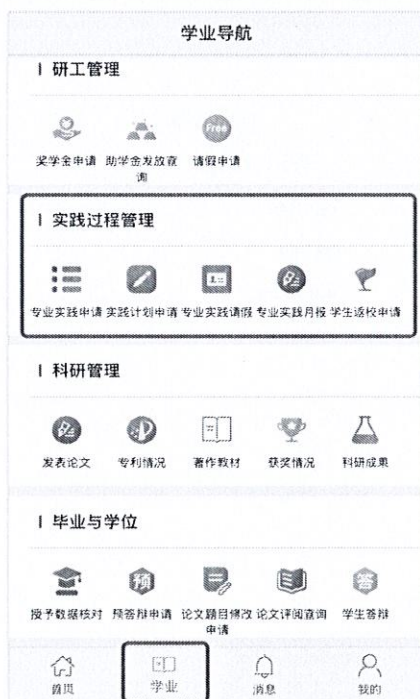 学业导航
研工管理
Free
奖学金申请 助学金发放查询 请假申请
实践过程管理
专业实践申请 实践计划申请 专业实践请假 专业实践月报 学生返校申请
科研管理
发表论文 专利情况 著作教材 获奖情况 科研成果
毕业与学位
预 答
授予数据核对 预答辩申请 论文题目修改申请 论文评阅查询 学生答辩
首页 学业 消息 我的